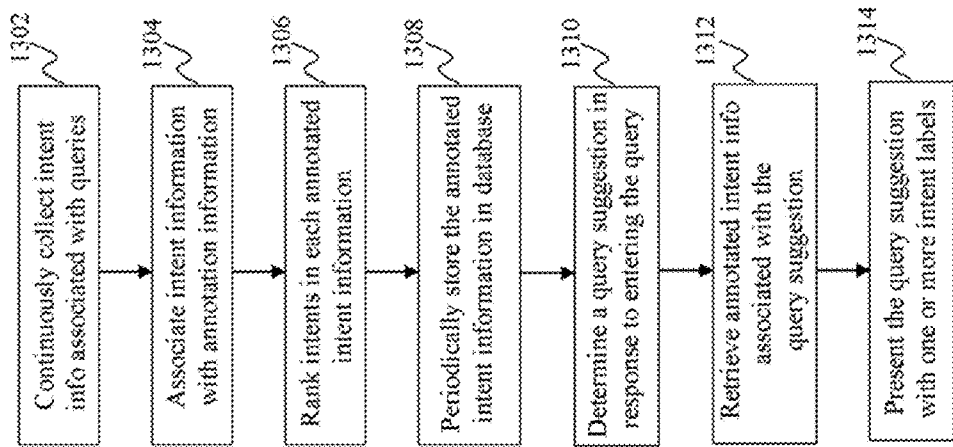 1302
Continuously collect intent
info associated with queries
1304
Associate intent information
with annotation information
1306
Rank intents in each annotated
intent information
1308
Periodically store the annotated
intent information in database
1310
Determine a query suggestion in
response to entering the query
1312
Retrieve annotated intent info
associated with the
query suggestion
1314
Present the query suggestion
with one or more intent labels